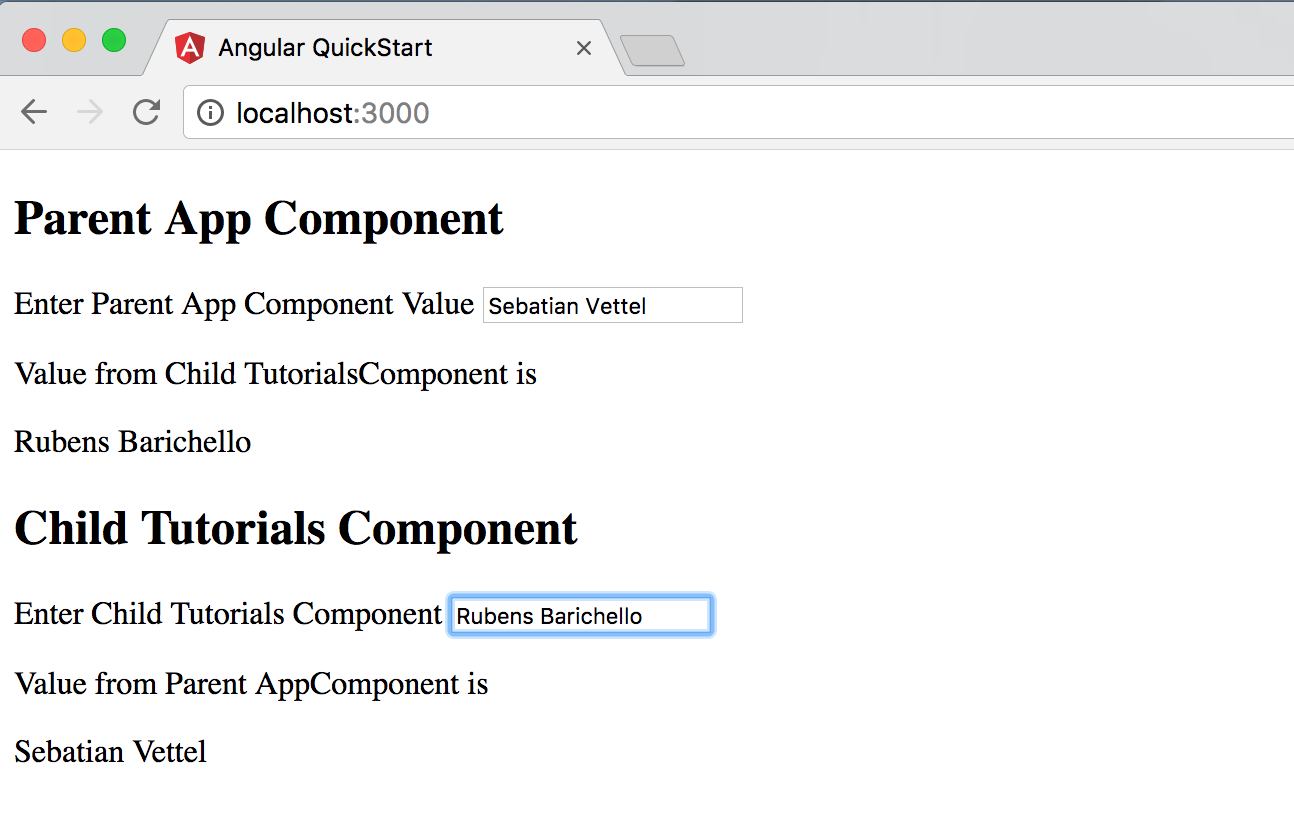 Angular QuickStart
localhost:3000
Parent App Component
Enter Parent App Component Value Sebatian Vettel
Value from Child TutorialsComponent is
Rubens Barichello
Child Tutorials Component
Enter Child Tutorials Component Rubens Barichello
Value from Parent AppComponent is
Sebatian Vettel